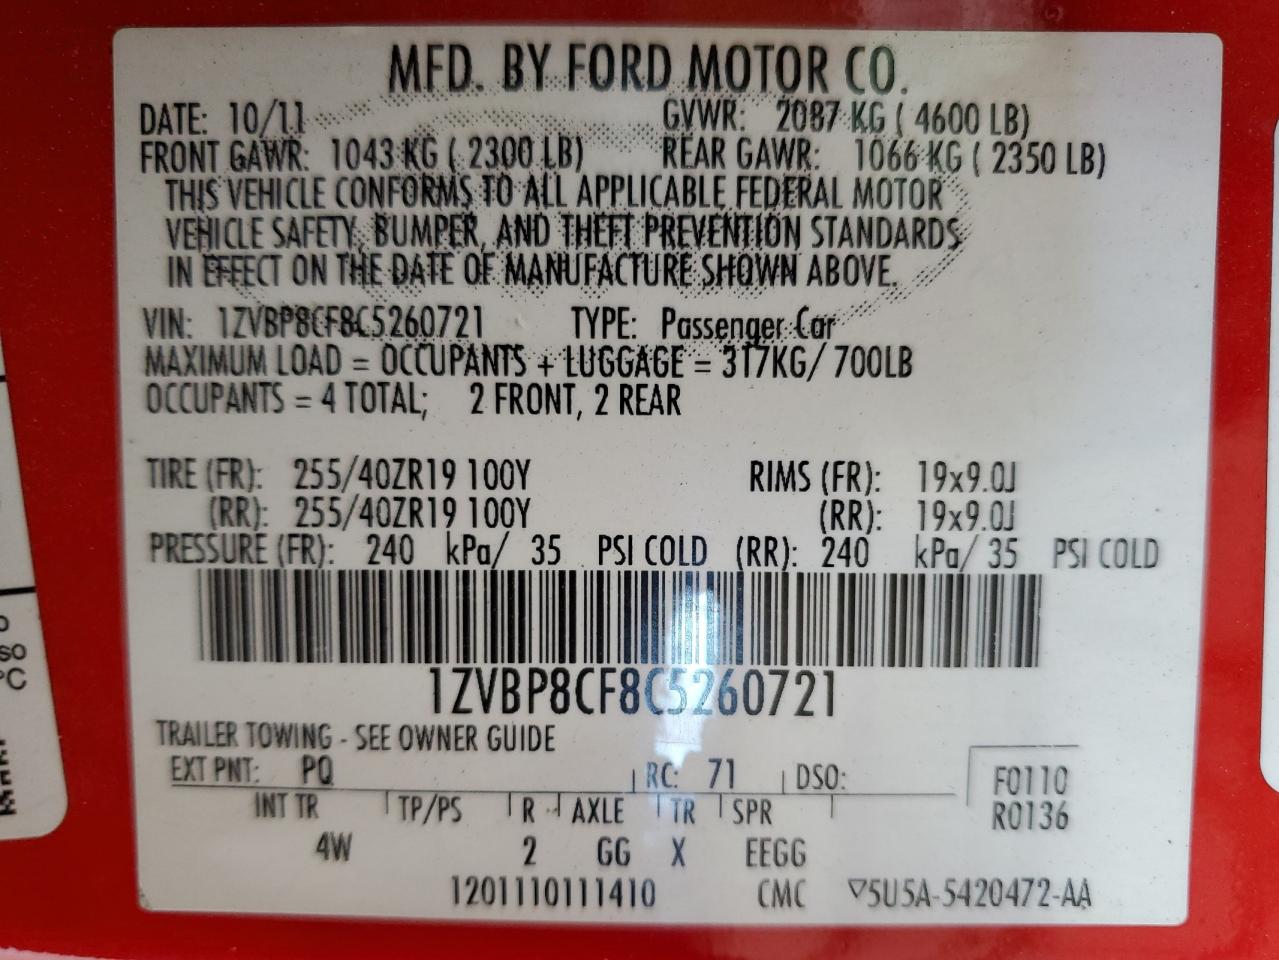 MFD. BY FORD MOTOR CO.
DATE: 10/11 GVWR: 2087 KG ( 4600 LB)
FRONT GAWR: 1043 KG ( 2300 LB) REAR GAWR: 1066 KG ( 2350 LB)
THIS VEHICLE CONFORMS TO ALL APPLICABLE FEDERAL MOTOR
VEHICLE SAFETY, BUMPER, AND THEFT PREVENTION STANDARDS
IN EFFECT ON THE DATE OF MANUFACTURE SHOWN ABOVE.
VIN: 1ZVBP8CF8C5260721 TYPE: Passenger Car
MAXIMUM LOAD = OCCUPANTS + LUGGAGE = 317KG/ 700LB
OCCUPANTS = 4 TOTAL; 2 FRONT, 2 REAR
TIRE (FR): 255/40ZR19 100Y RIMS (FR): 19x9.0J
(RR): 255/40ZR19 100Y (RR): 19x9.0J
PRESSURE (FR): 240 kPa/ 35 PSI COLD (RR): 240 kPa/ 35 PSI COLD
1ZVBP8CF8C5260721
TRAILER TOWING - SEE OWNER GUIDE
EXT PNT: PQ RC: 71 DSO: F0110
INT TR TP/PS R AXLE TR SPR R0136
4W 2 GG X EEGG
1201110111410 CMC ▽5U5A-5420472-AA
°C